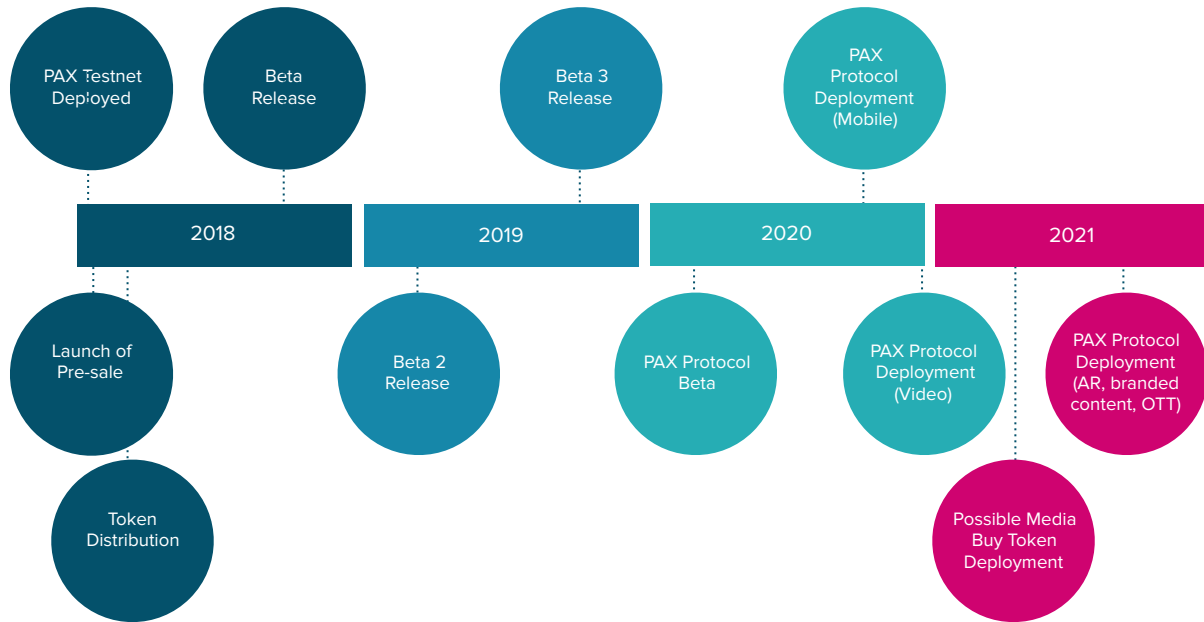 PAX Testnet
Deployed
Beta
Release
Beta 3
Release
PAX
Protocol
Deployment
(Mobile)
2018
2019
2020
2021
Launch of
Pre-sale
Beta 2
Release
PAX Protocol
Beta
PAX Protocol
Deployment
(Video)
PAX Protocol
Deployment
(AR, branded
content, OTT)
Token
Distribution
Possible Media
Buy Token
Deployment